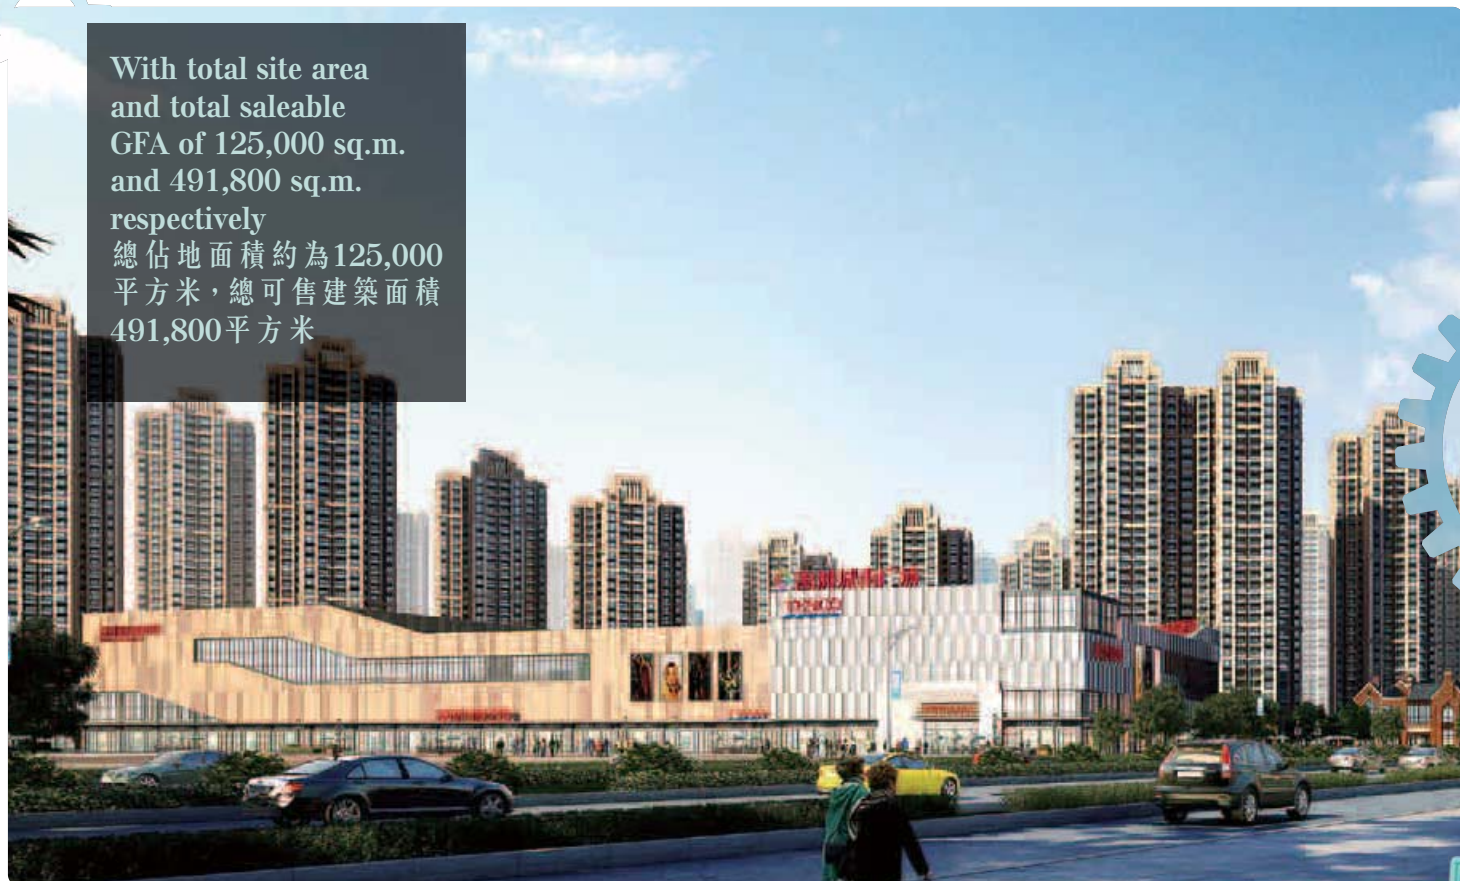 With total site area
and total saleable
GFA of 125,000 sq.m.
and 491,800 sq.m.
respectively
總佔地面積約為125,000
平方米，總可售建築面積
491,800平方米